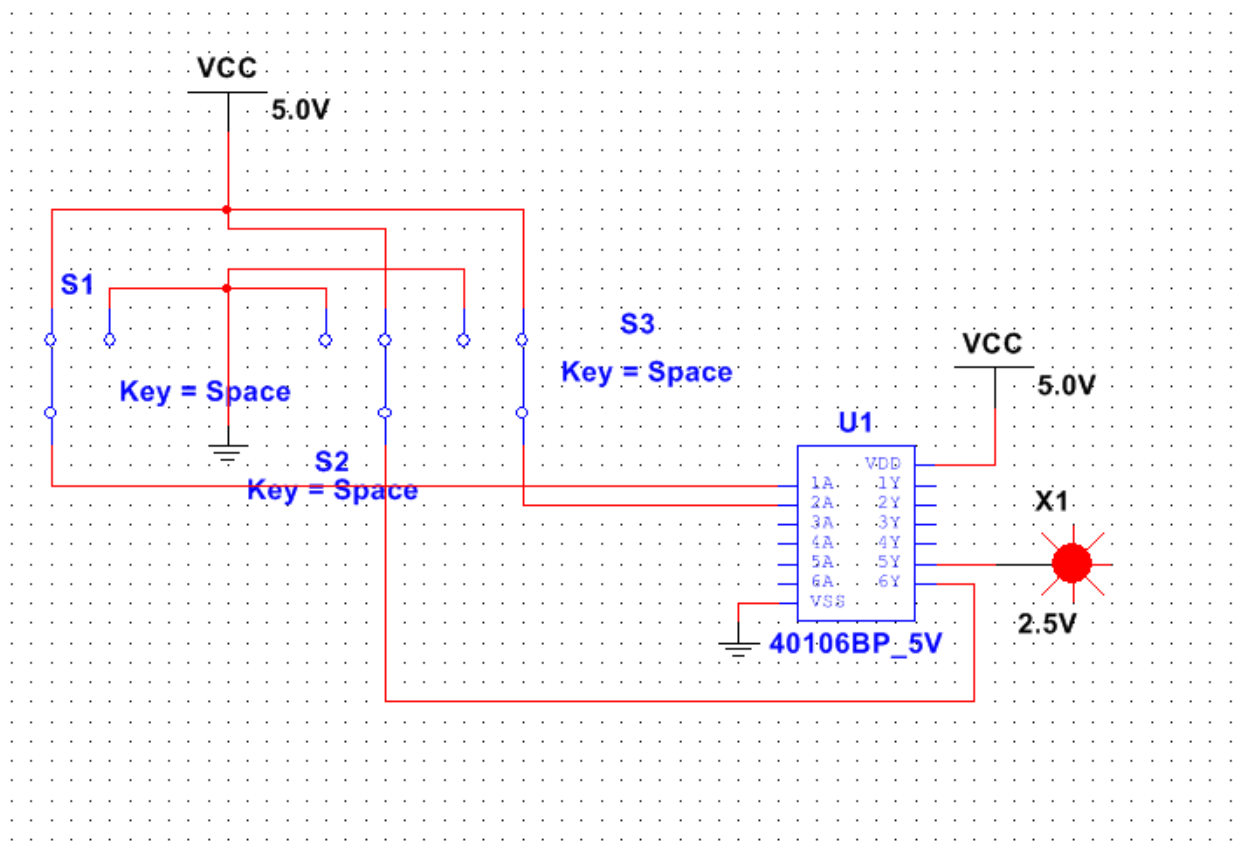 VCC
5.0V
S1
S3
Key = Space
Key = Space
S2
Key = Space
VCC
5.0V
U1
VDD
1A 1Y
2A 2Y
3A 3Y
4A 4Y
5A 5Y
6A 6Y
VSS
40106BP_5V
X1
2.5V